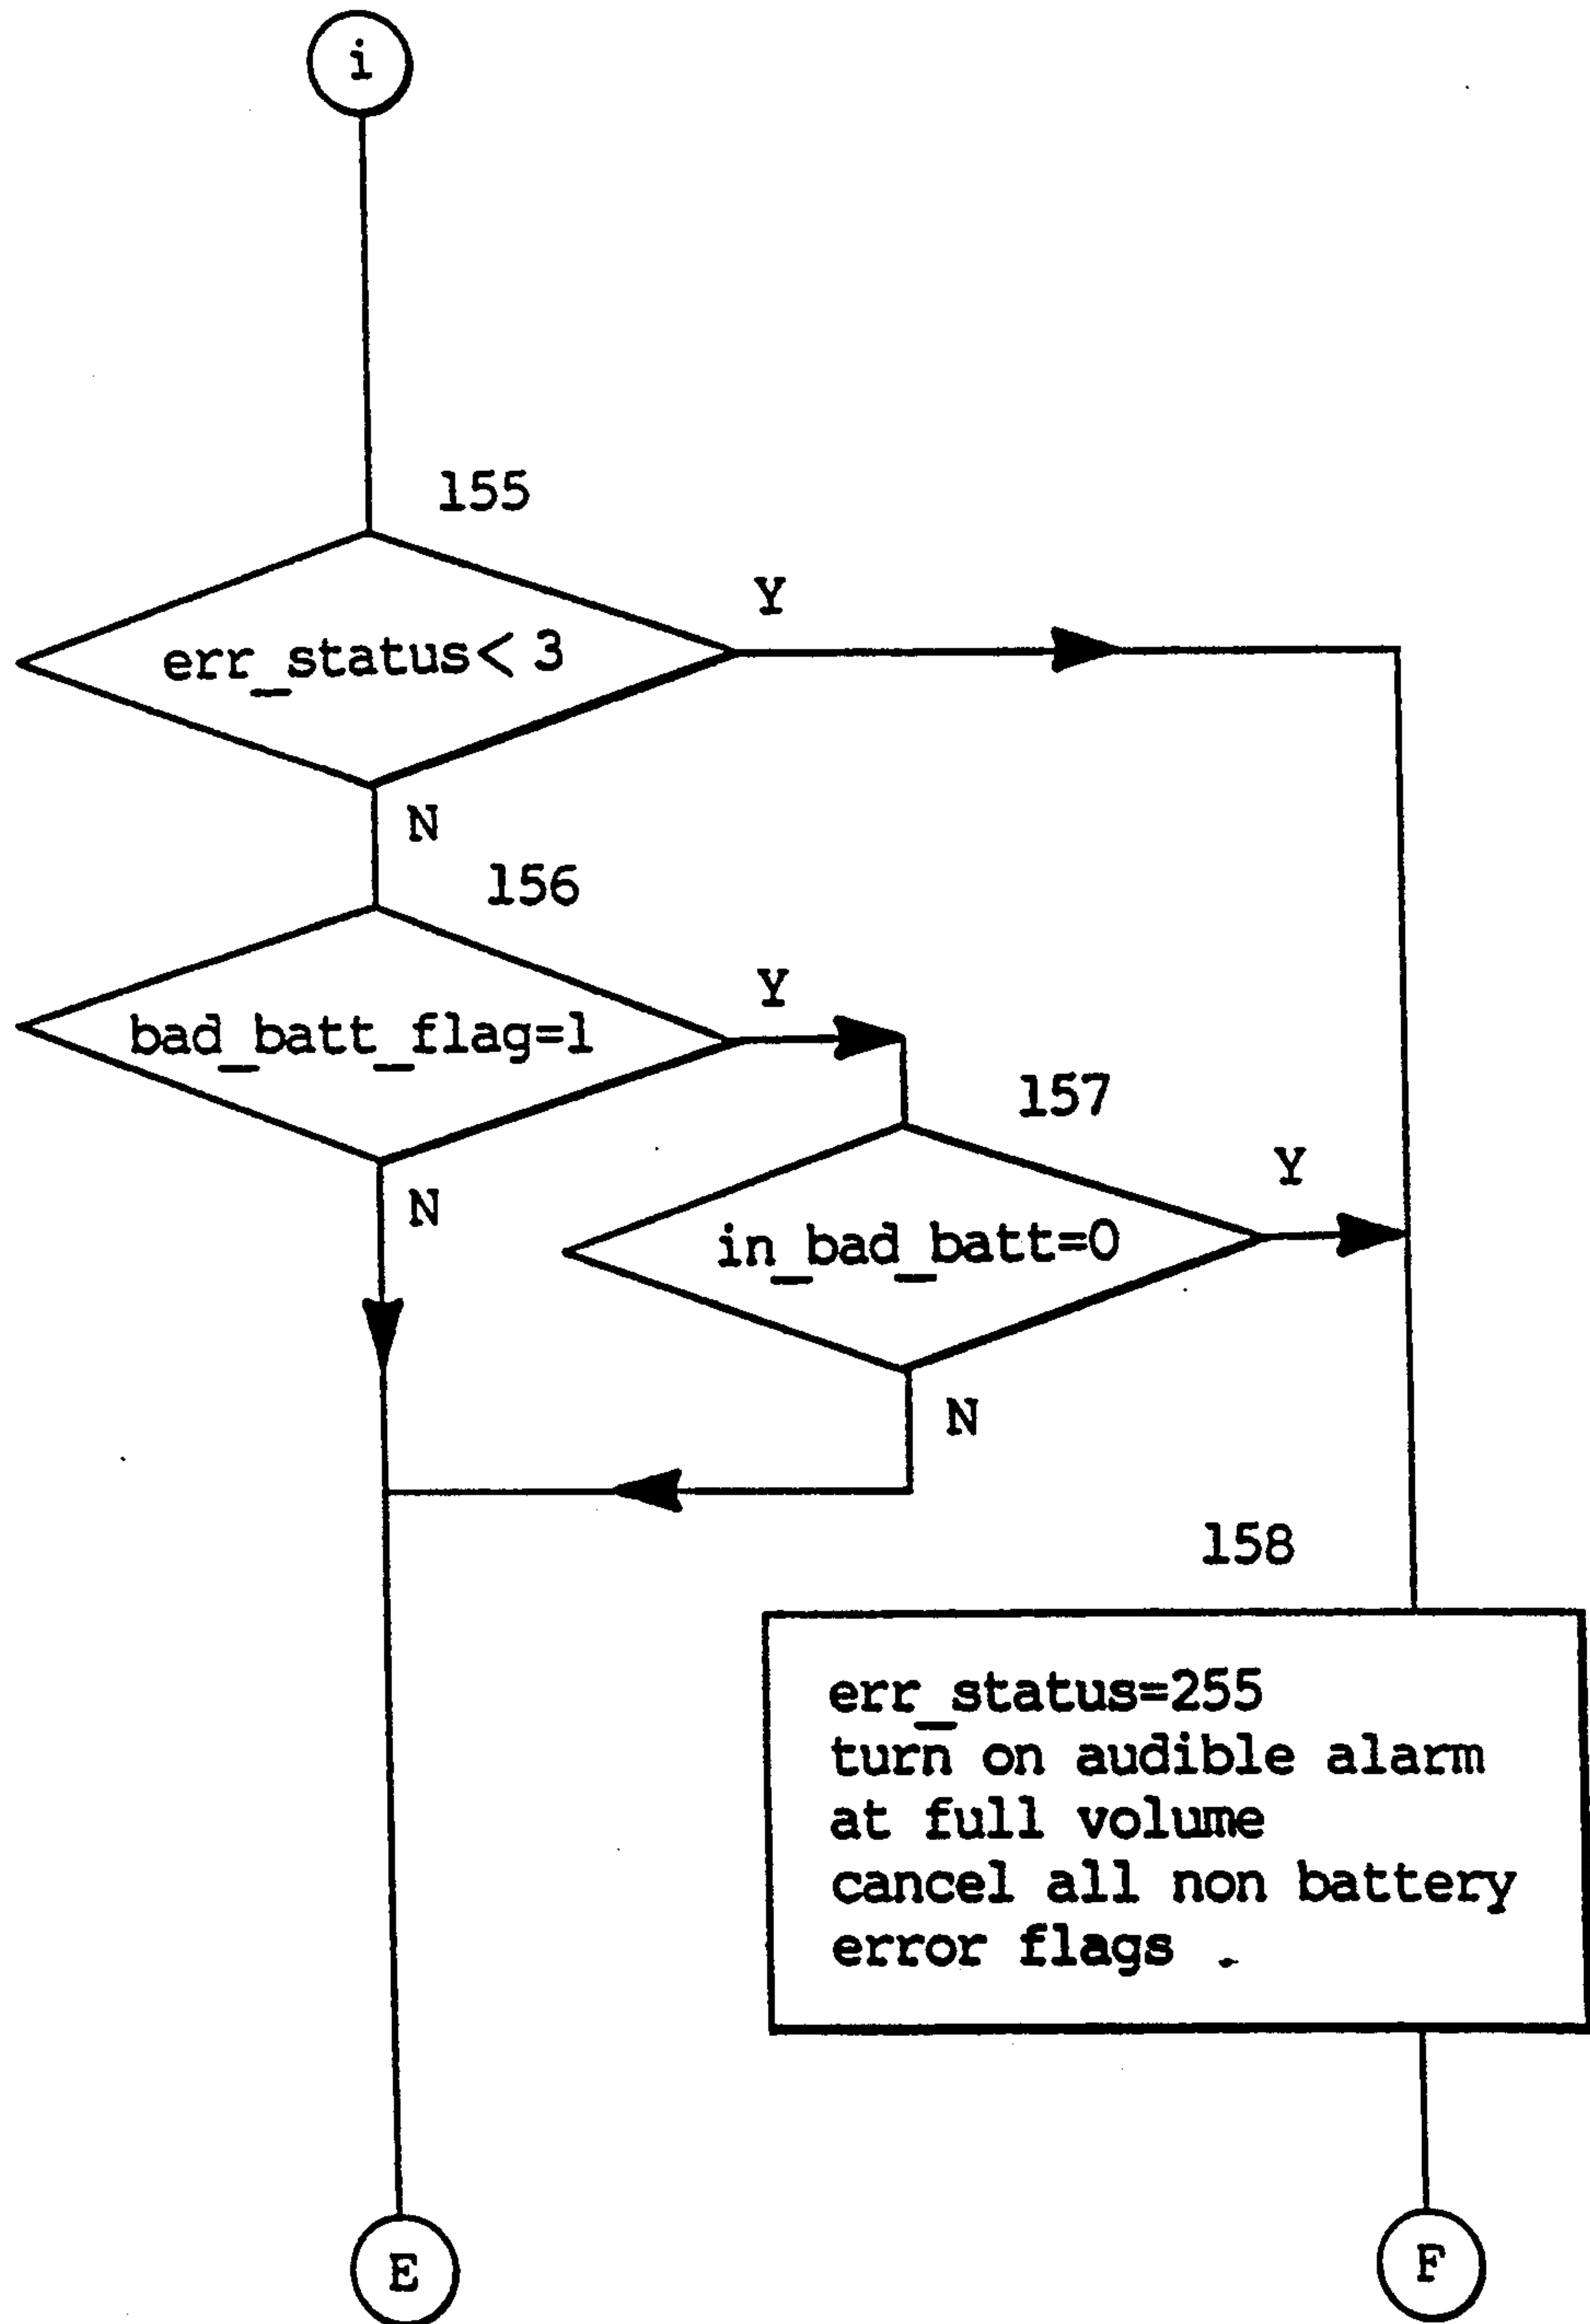 i
155
err_status< 3
Y
N
156
bad_batt_flag=1
Y
N
157
in_bad_batt=0
Y
N
158
err_status=255
turn on audible alarm
at full volume
cancel all non battery
error flags
E
F